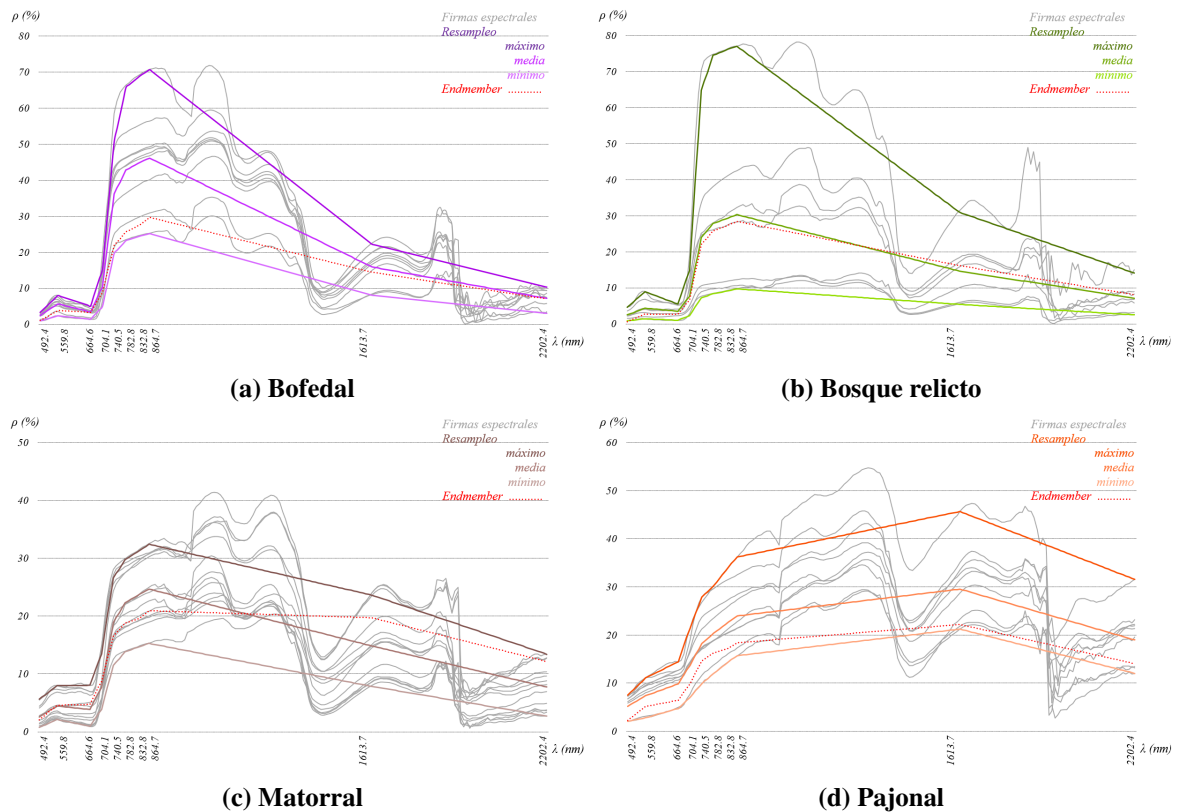 ρ (%)
Firmas espectrales
Resampleo
máximo
media
mínimo
Endmember ...........
80
70
60
50
40
30
20
10
0
492.4
559.8
664.6
704.1
740.5
782.8
832.8
864.7
1613.7
2202.4
λ (nm)
(a) Bofedal
ρ (%)
Firmas espectrales
Resampleo
máximo
media
mínimo
Endmember ...........
80
70
60
50
40
30
20
10
0
492.4
559.8
664.6
704.1
740.5
782.8
832.8
864.7
1613.7
2202.4
λ (nm)
(b) Bosque relicto
ρ (%)
Firmas espectrales
Resampleo
máximo
media
mínimo
Endmember ...........
50
40
30
20
10
0
492.4
559.8
664.6
704.1
740.5
782.8
832.8
864.7
1613.7
2202.4
λ (nm)
(c) Matorral
ρ (%)
Firmas espectrales
Resampleo
máximo
media
mínimo
Endmember ...........
60
50
40
30
20
10
0
492.4
559.8
664.6
704.1
740.5
782.8
832.8
864.7
1613.7
2202.4
λ (nm)
(d) Pajonal